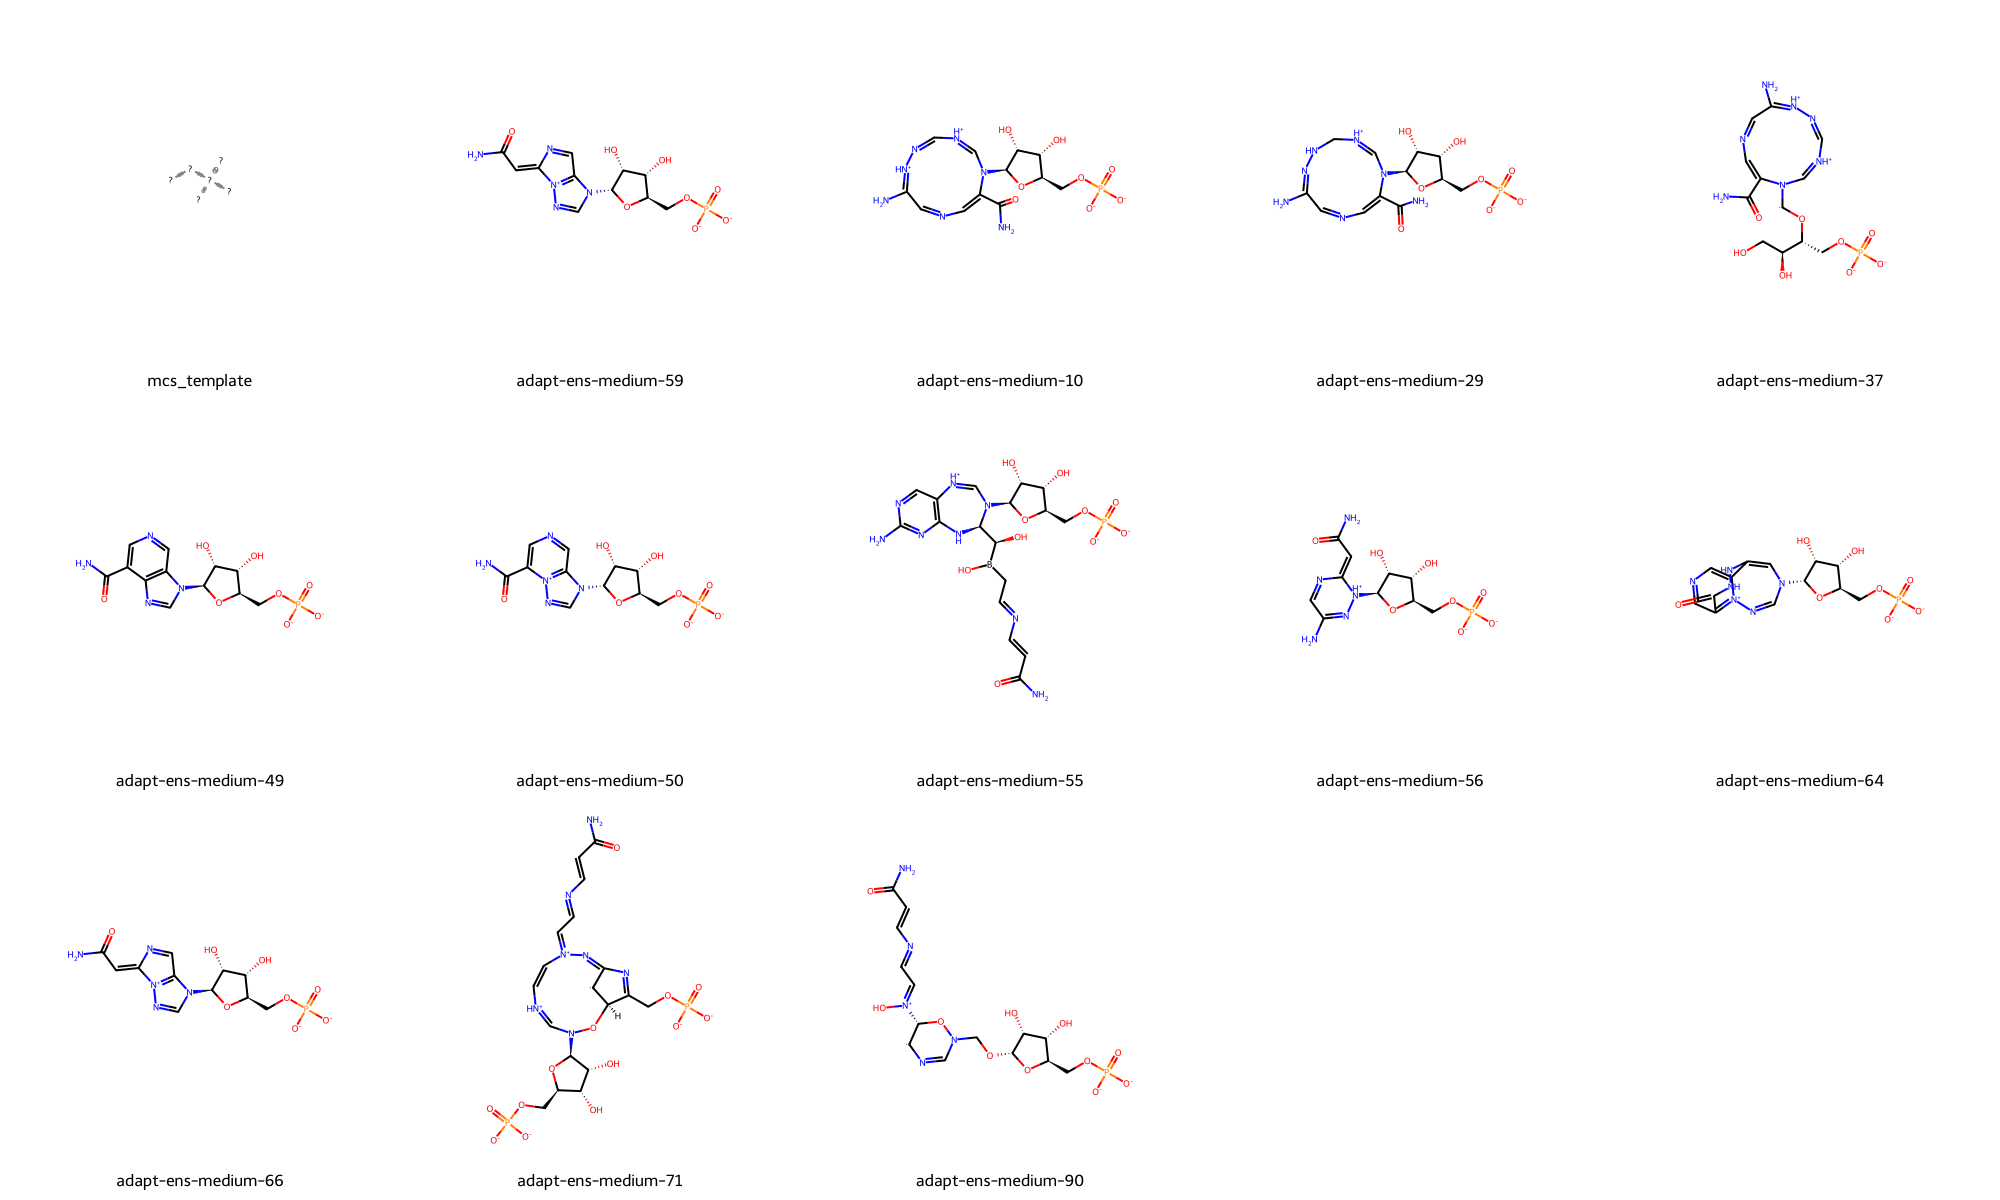 mcs_template
adapt-ens-medium-59
adapt-ens-medium-10
adapt-ens-medium-29
adapt-ens-medium-37
adapt-ens-medium-49
adapt-ens-medium-50
adapt-ens-medium-55
adapt-ens-medium-56
adapt-ens-medium-64
adapt-ens-medium-66
adapt-ens-medium-71
adapt-ens-medium-90